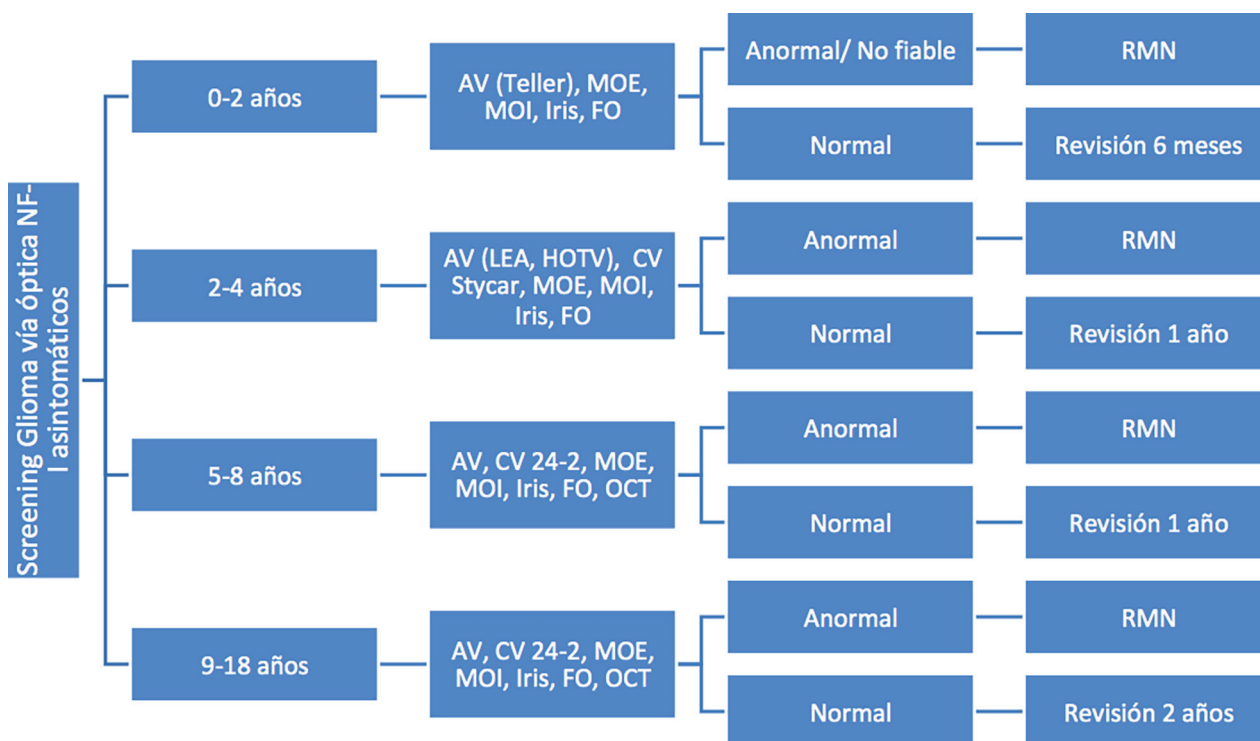 Screening Glioma vía óptica NF-
I asintomáticos
0-2 años
AV (Teller), MOE,
MOI, Iris, FO
Anormal/ No fiable
RMN
Normal
Revisión 6 meses
2-4 años
AV (LEA, HOTV), CV
Stycar, MOE, MOI,
Iris, FO
Anormal
RMN
Normal
Revisión 1 año
5-8 años
AV, CV 24-2, MOE,
MOI, Iris, FO, OCT
Anormal
RMN
Normal
Revisión 1 año
9-18 años
AV, CV 24-2, MOE,
MOI, Iris, FO, OCT
Anormal
RMN
Normal
Revisión 2 años